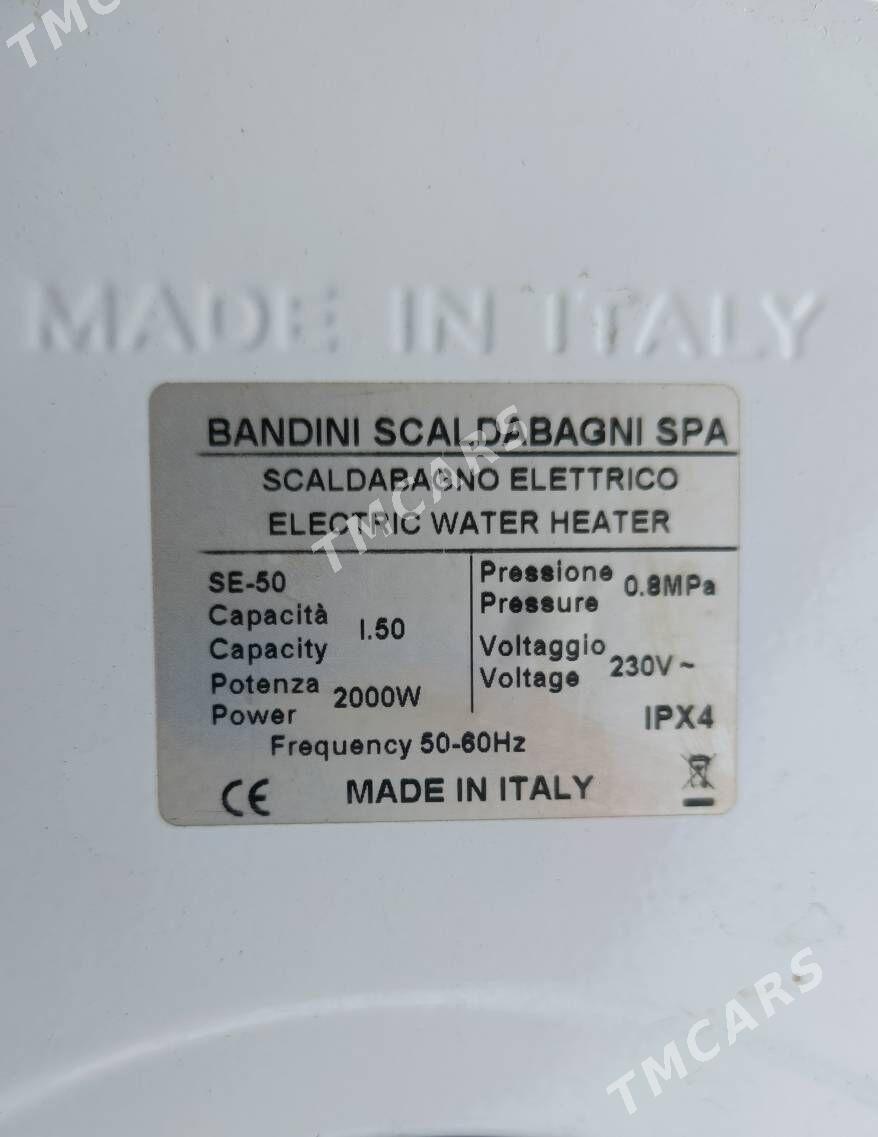 TMCARS
MADE IN ITALY
BANDINI SCALDABAGNI SPA
SCALDABAGNO ELETTRICO
ELECTRIC WATER HEATER
TMCARS
SE-50
Capacità
Capacity
l.50
Potenza
Power
2000W
Pressione
Pressure
0.8MPa
Voltaggio
Voltage
230V~
IPX4
Frequency 50-60Hz
CE
MADE IN ITALY
TMCARS